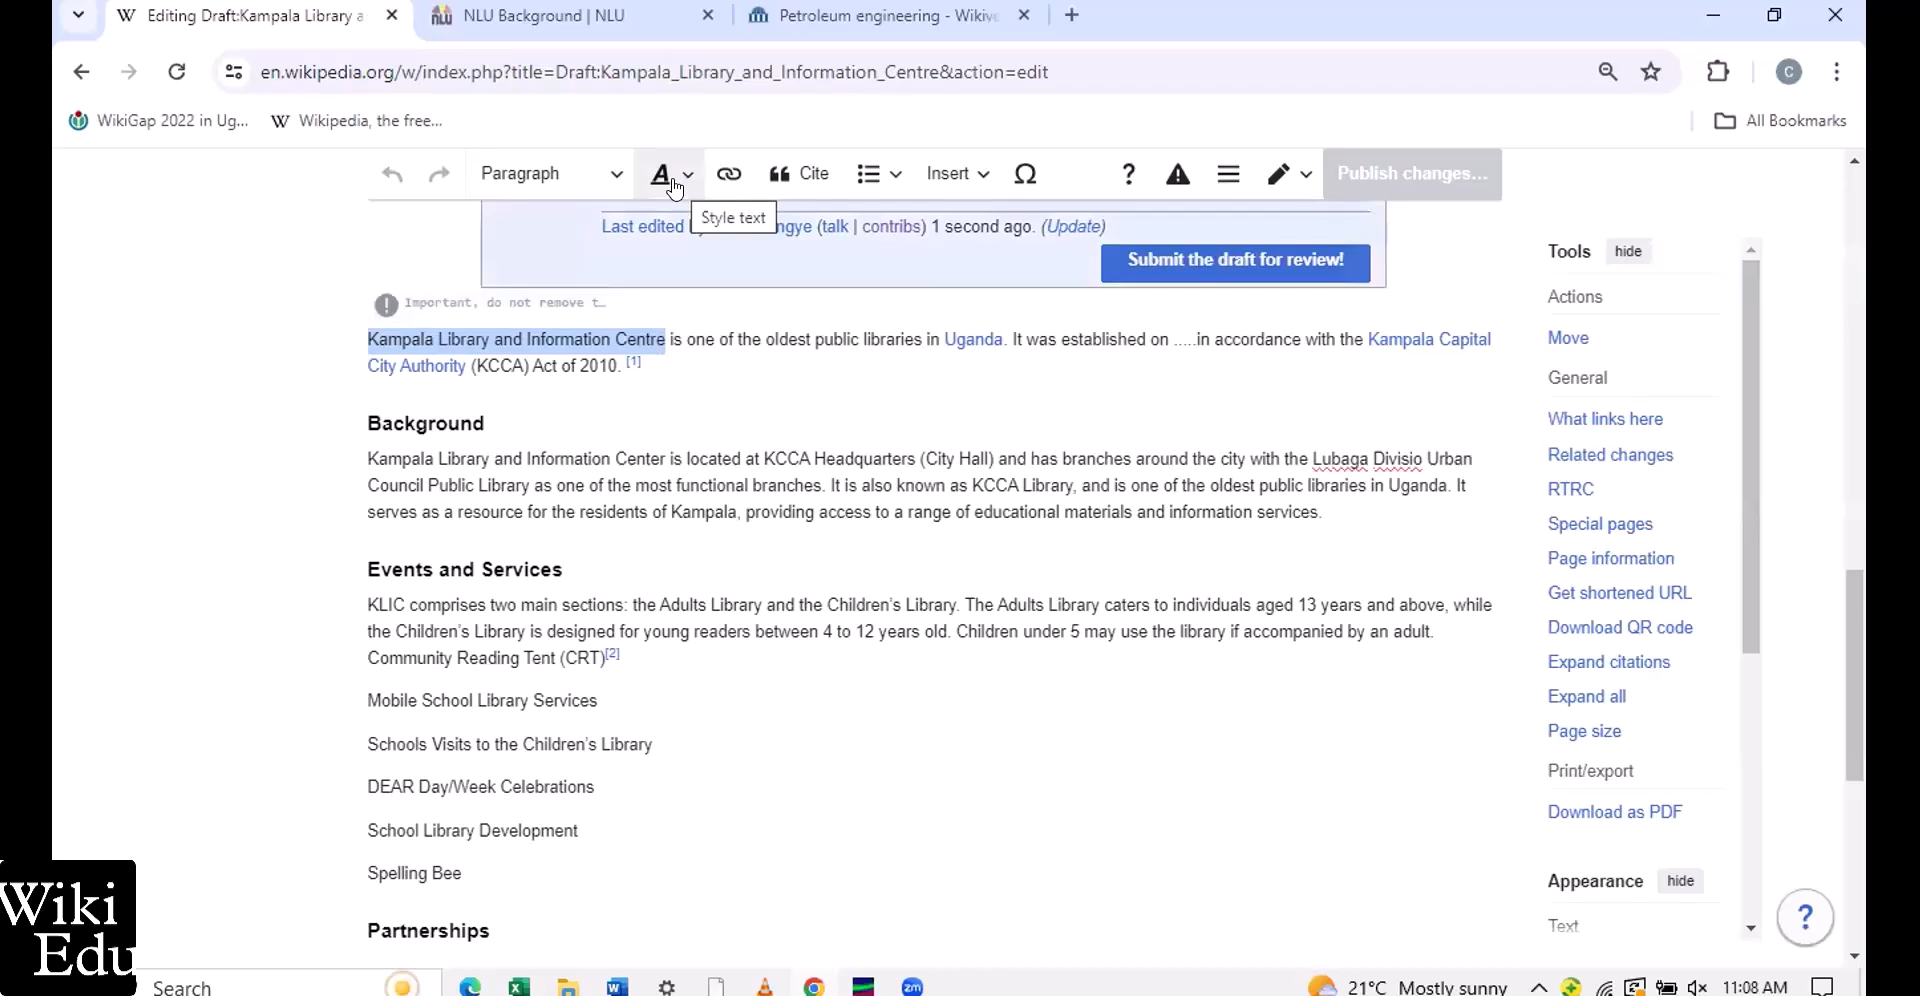 Editing Draft:Kampala Library a
NLU Background | NLU
Petroleum engineering - Wikive
en.wikipedia.org/w/index.php?title=Draft:Kampala_Library_and_Information_Centre&action=edit
C
WikiGap 2022 in Ug...
W Wikipedia, the free...
All Bookmarks
Paragraph
A
Cite
Insert
Ω
?
Publish changes...
Style text
Last edited ngye (talk | contribs) 1 second ago. (Update)
Submit the draft for review!
Important, do not remove t…
Kampala Library and Information Centre is one of the oldest public libraries in Uganda. It was established on .....in accordance with the Kampala Capital
City Authority (KCCA) Act of 2010. [1]
Background
Kampala Library and Information Center is located at KCCA Headquarters (City Hall) and has branches around the city with the Lubaga Divisio Urban
Council Public Library as one of the most functional branches. It is also known as KCCA Library, and is one of the oldest public libraries in Uganda. It
serves as a resource for the residents of Kampala, providing access to a range of educational materials and information services.
Events and Services
KLIC comprises two main sections: the Adults Library and the Children's Library. The Adults Library caters to individuals aged 13 years and above, while
the Children's Library is designed for young readers between 4 to 12 years old. Children under 5 may use the library if accompanied by an adult.
Community Reading Tent (CRT)[2]
Mobile School Library Services
Schools Visits to the Children's Library
DEAR Day/Week Celebrations
School Library Development
Spelling Bee
Partnerships
Tools hide
Actions
Move
General
What links here
Related changes
RTRC
Special pages
Page information
Get shortened URL
Download QR code
Expand citations
Expand all
Page size
Print/export
Download as PDF
Appearance hide
Text
?
Wiki
Edu
Search
zm
21°C Mostly sunny
11:08 AM